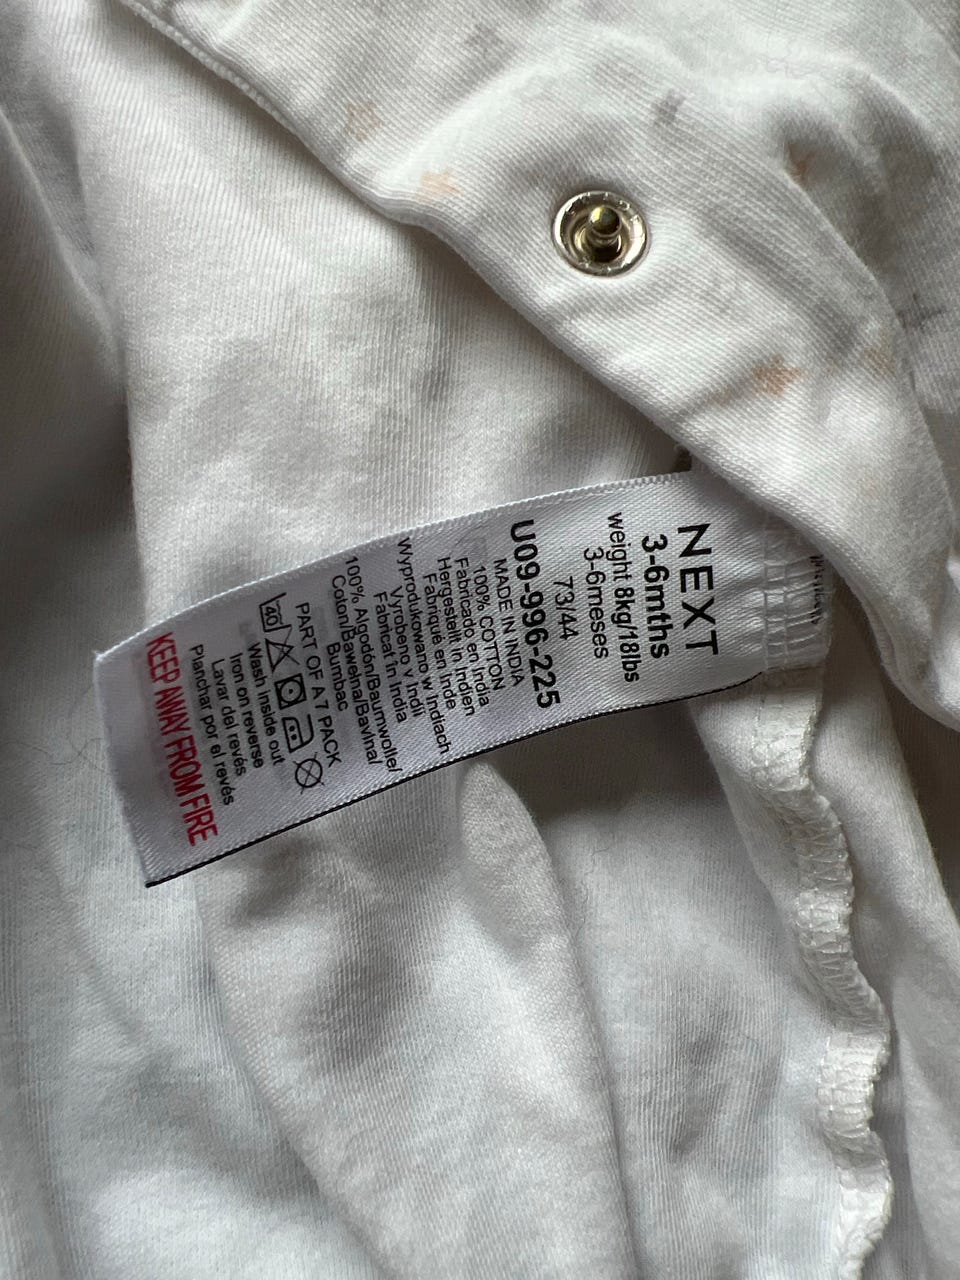 NEXT
3-6mths
weight 8kg/18lbs
3-6meses
73/44
U09-996-225
MADE IN INDIA
100% COTTON
Fabricado en India
Hergestellt in Indien
Fabriqué en Inde
Wyprodukowano w Indiach
Vyrobeno V Indii
Fabricat în India
100% Algodón/Baumwolle/
Coton/Bawełna/Bavlna/
Bumbac
PART OF A 7 PACK
40
Wash inside out
Iron on reverse
Lavar del revés
Planchar por el revés
KEEP AWAY FROM FIRE